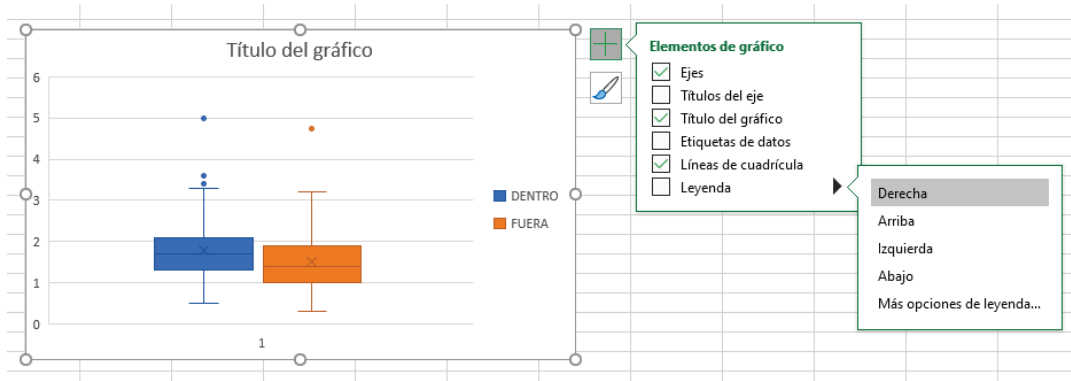 Título del gráfico
6
5
4
3
2
1
0
1
DENTRO
FUERA
Elementos de gráfico
Ejes
Títulos del eje
Título del gráfico
Etiquetas de datos
Líneas de cuadrícula
Leyenda
Derecha
Arriba
Izquierda
Abajo
Más opciones de leyenda...